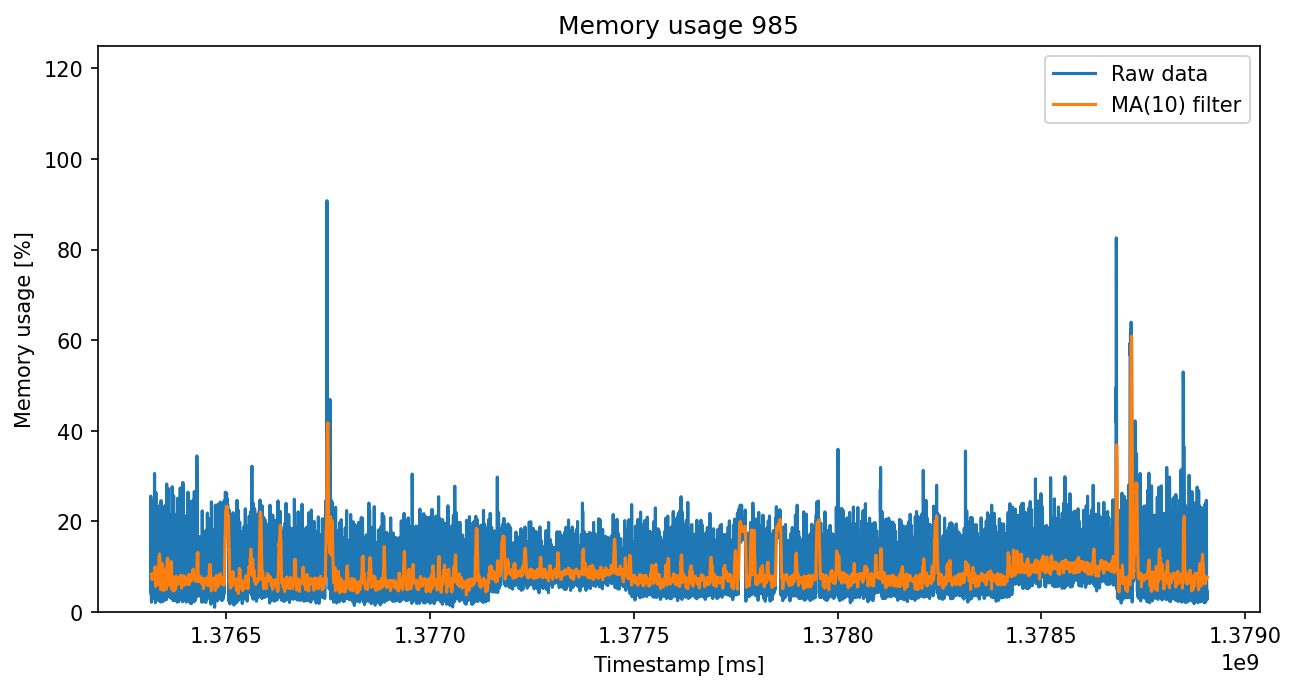 Memory usage 985
Raw data
MA(10) filter
Memory usage [%]
120
100
80
60
40
20
0
1.3765 1.3770 1.3775 1.3780 1.3785 1.3790
1e9
Timestamp [ms]